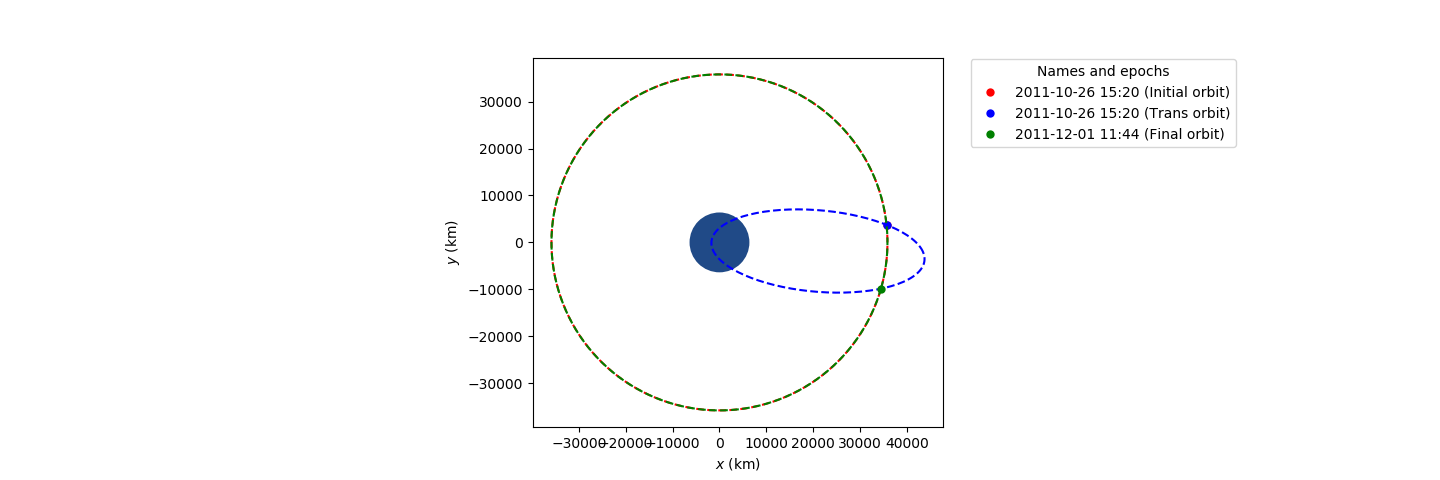 Names and epochs
2011-10-26 15:20 (Initial orbit)
2011-10-26 15:20 (Trans orbit)
2011-12-01 11:44 (Final orbit)
30000
20000
10000
0
−10000
−20000
−30000
y (km)
−30000 −20000 −10000 0 10000 20000 30000 40000
x (km)